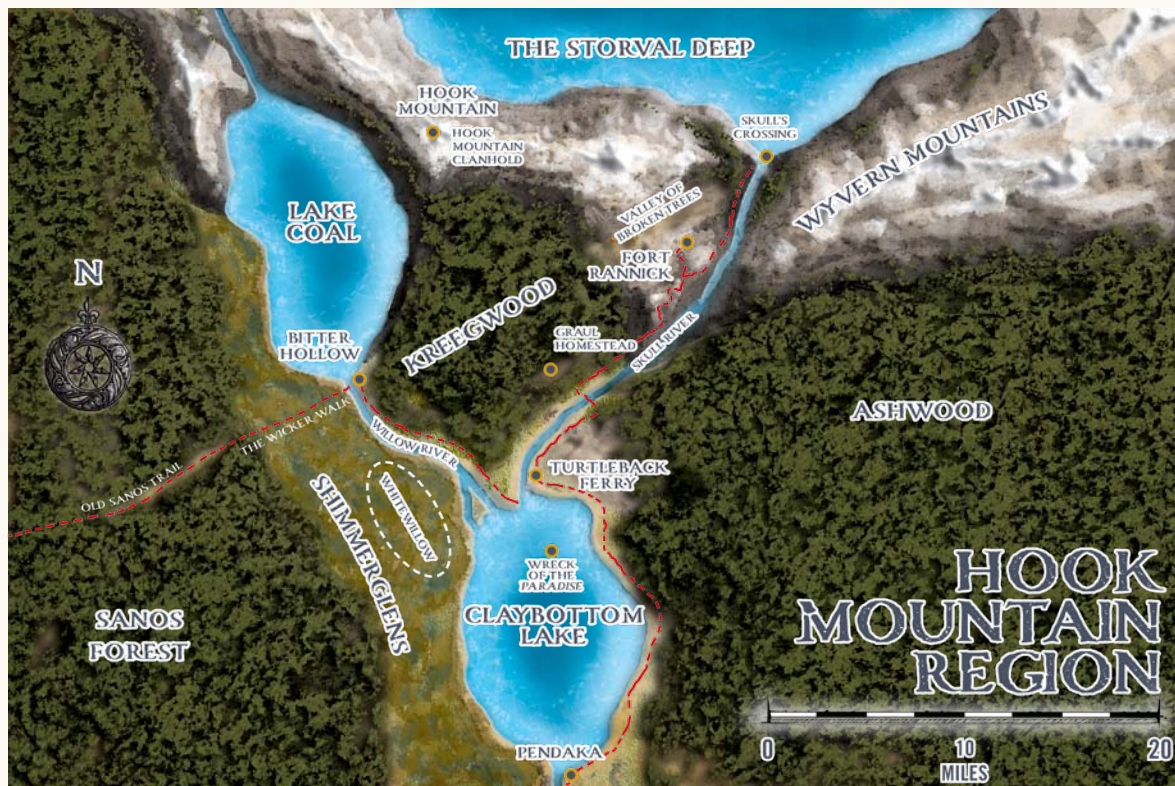 THE STORVAL DEEP
HOOK
MOUNTAIN
HOOK
MOUNTAIN
CLANHOLD
SKULL'S
CROSSING
WYVERN MOUNTAINS
LAKE
COAL
VALLEY OF
BROKEN TREES
FORT
RANNICK
N
KREEGWOOD
BITTER
HOLLOW
GRAUL
HOMESTEAD
SKULL RIVER
ASHWOOD
THE WICKER WALK
OLD SANOS TRAIL
WILLOW RIVER
TURTLEBACK
FERRY
WHITEWILLOW
SHIMMERGLENS
WRECK
OF THE
PARADISE
CLAYBOTTOM
LAKE
SANOS
FOREST
HOOK
MOUNTAIN
REGION
PENDAKA
0 10 20
MILES